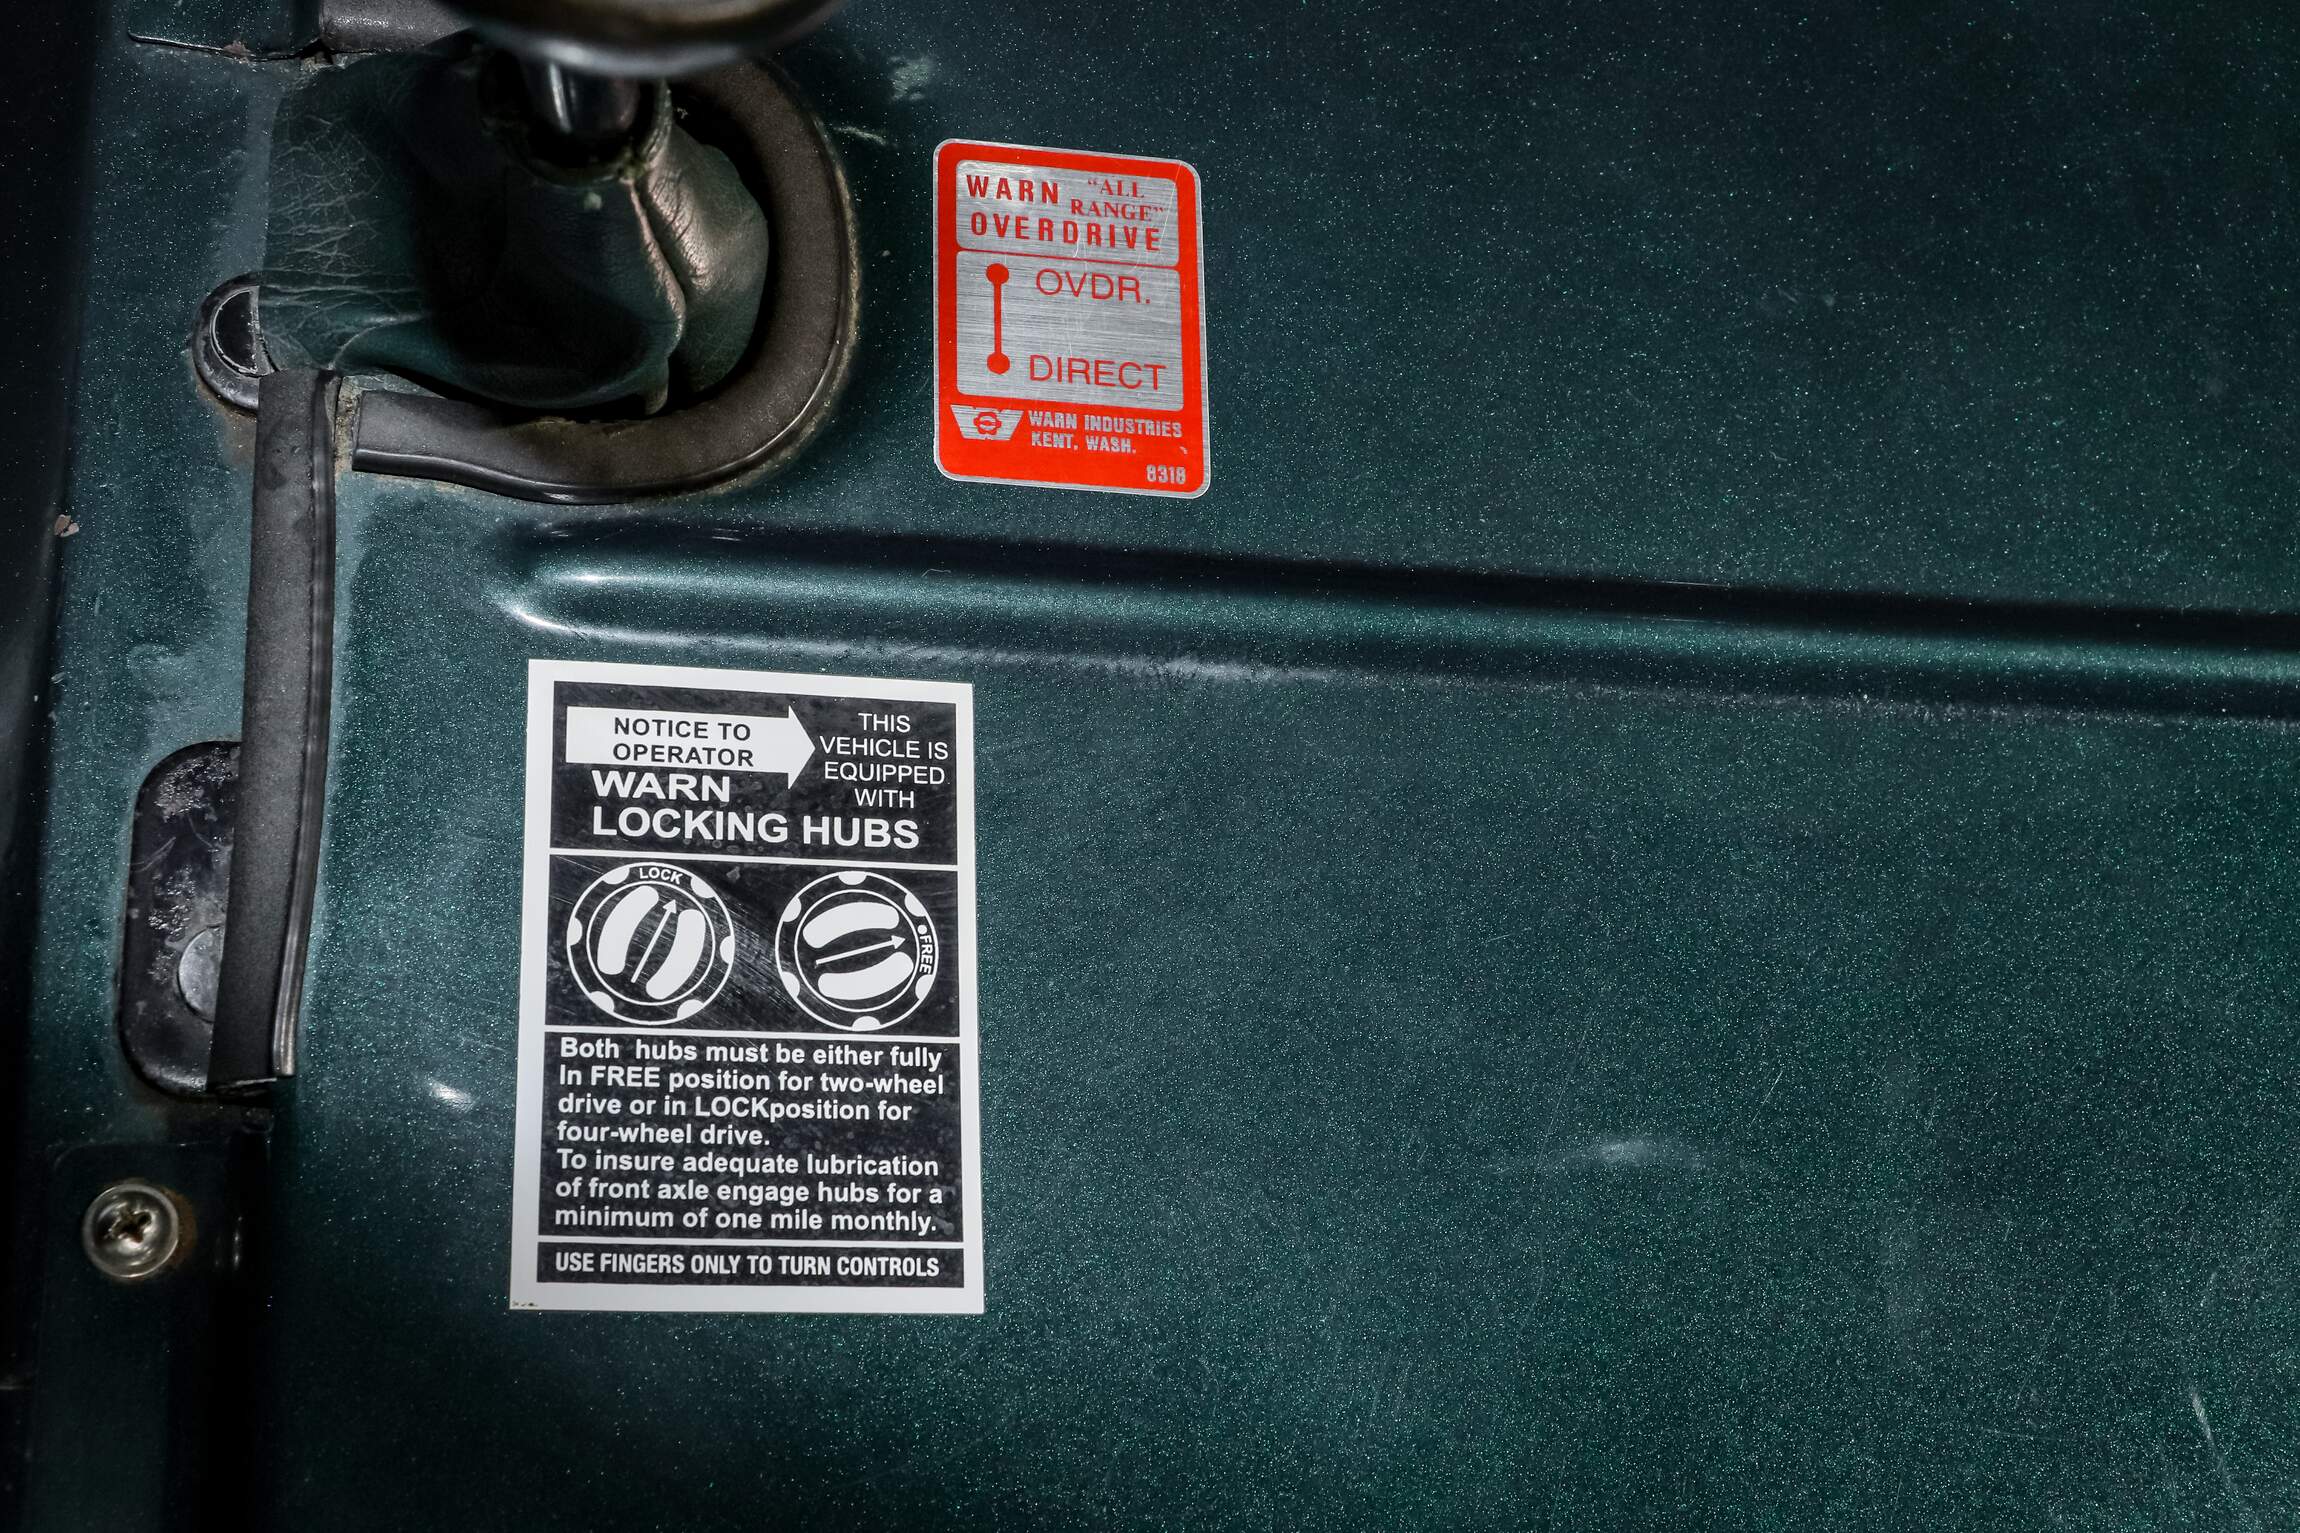 WARN "ALL
RANGE"
OVERDRIVE
OVDR.
DIRECT
WARN INDUSTRIES
KENT, WASH.
8318
NOTICE TO
OPERATOR
THIS
VEHICLE IS
EQUIPPED
WITH
WARN
LOCKING HUBS
LOCK
FREE
Both hubs must be either fully
In FREE position for two-wheel
drive or in LOCKposition for
four-wheel drive.
To insure adequate lubrication
of front axle engage hubs for a
minimum of one mile monthly.
USE FINGERS ONLY TO TURN CONTROLS